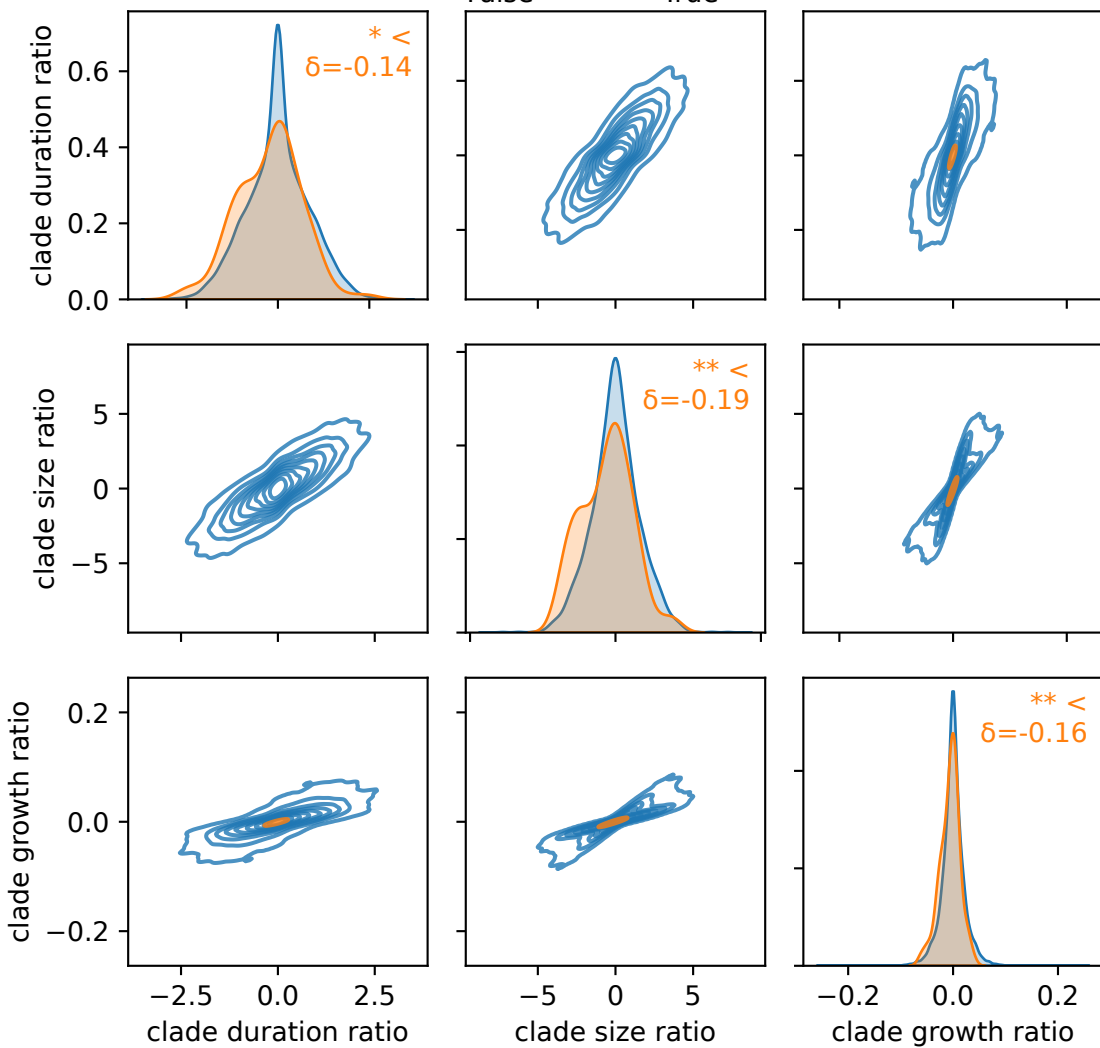 clade duration ratio
0.6
0.4
0.2
0.0
* <
δ=-0.14
clade size ratio
5
0
−5
** <
δ=-0.19
clade growth ratio
0.2
0.0
−0.2
** <
δ=-0.16
−2.5 0.0 2.5
−5 0 5
−0.2 0.0 0.2
clade duration ratio
clade size ratio
clade growth ratio